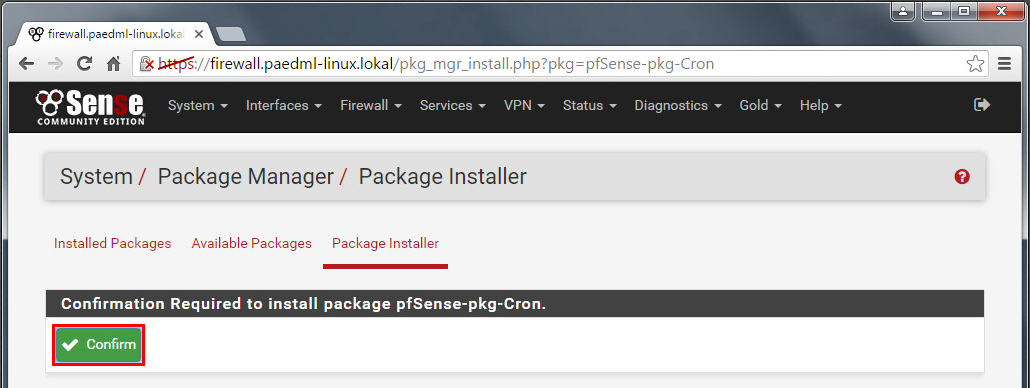 firewall.paedml-linux.lokal
https://firewall.paedml-linux.lokal/pkg_mgr_install.php?pkg=pfSense-pkg-Cron
Sense
COMMUNITY EDITION
System Interfaces Firewall Services VPN Status Diagnostics Gold Help
System / Package Manager / Package Installer
Installed Packages Available Packages Package Installer
Confirmation Required to install package pfSense-pkg-Cron.
Confirm